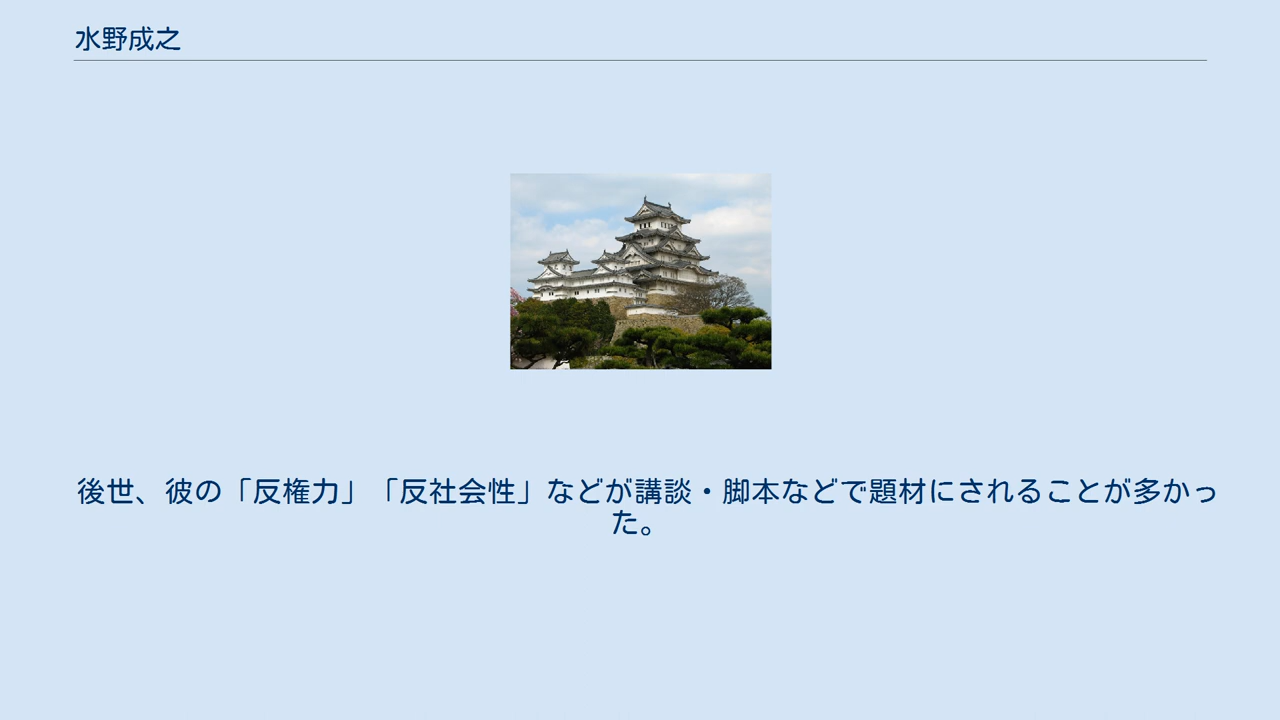 水野成之
後世、彼の「反権力」「反社会性」などが講談・脚本などで題材にされることが多かっ
た。